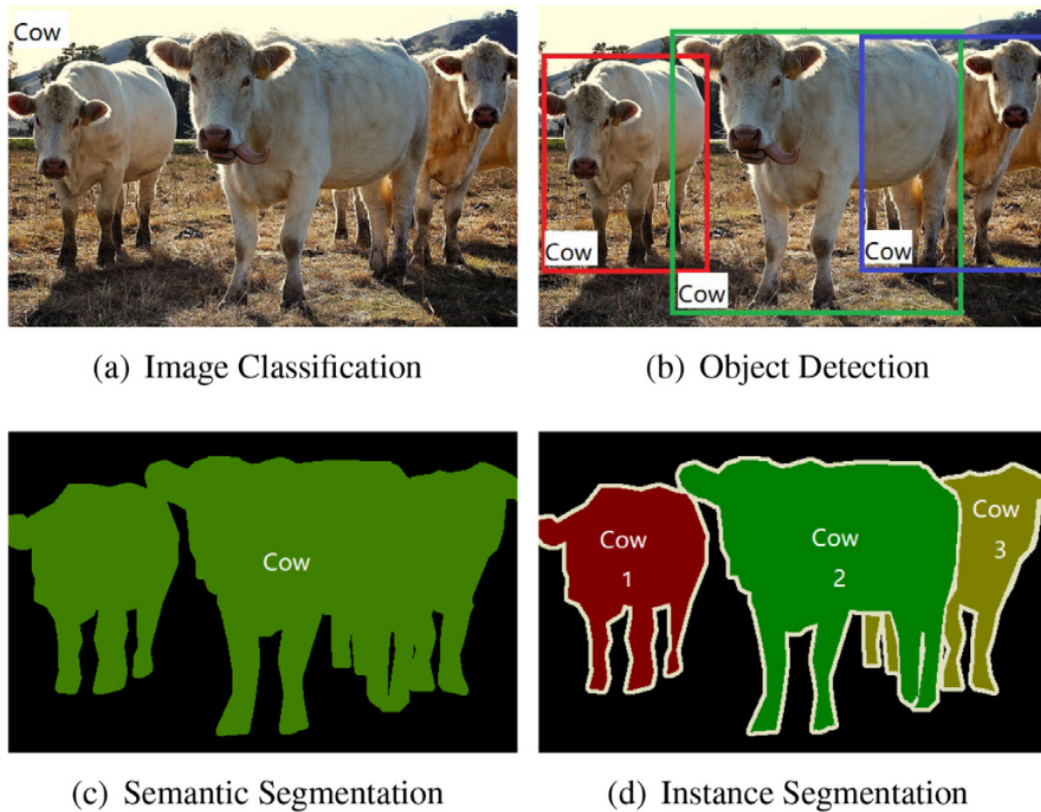 Cow
Cow
Cow
Cow
(a) Image Classification
(b) Object Detection
Cow
Cow
1
Cow
2
Cow
3
(c) Semantic Segmentation
(d) Instance Segmentation